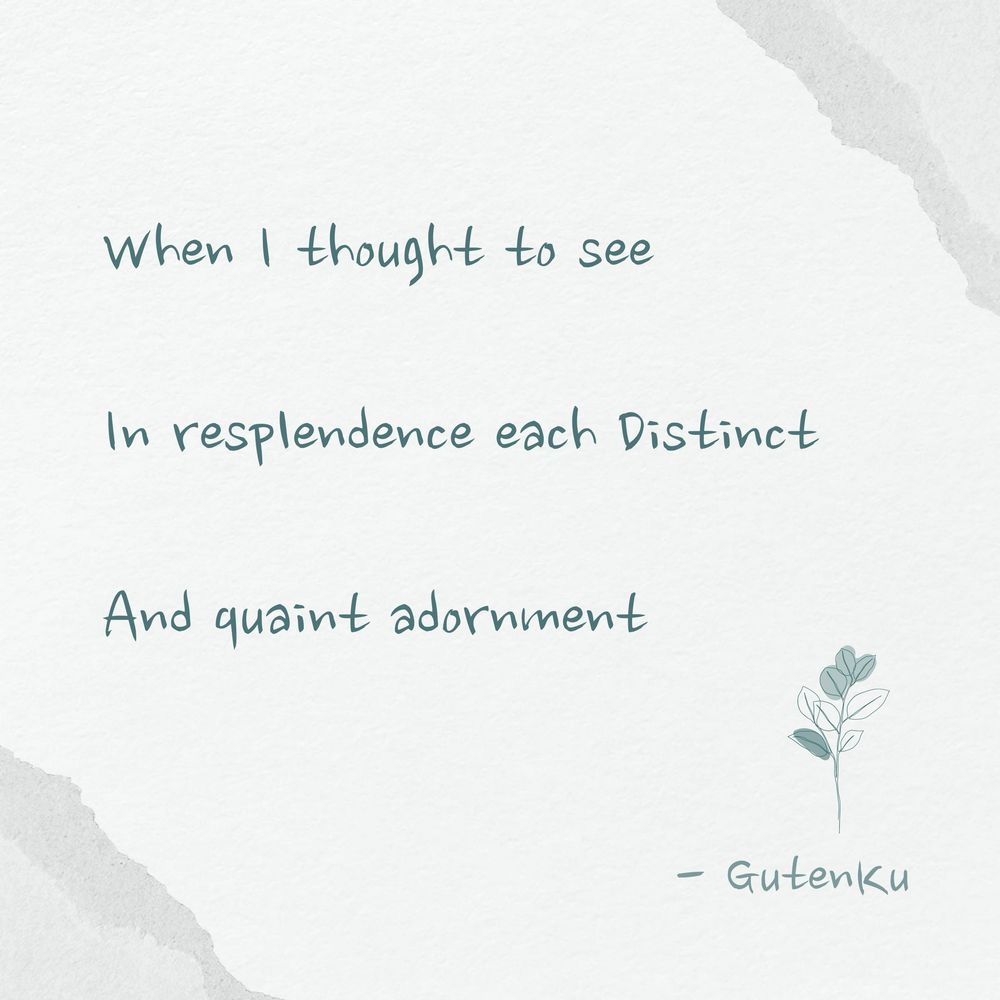 When I thought to see
In resplendence each Distinct
And quaint adornment
- GutenKu